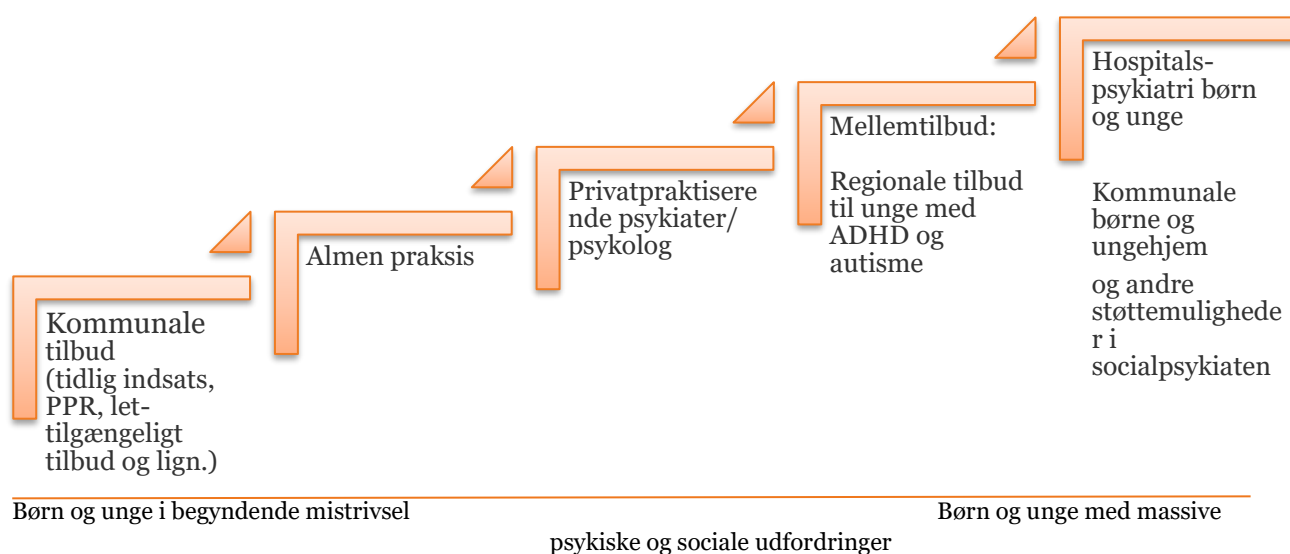 Kommunale
tilbud
(tidlig indsats,
PPR, let-
tilgængeligt
tilbud og lign.)
Almen praksis
Privatpraktisere
nde psykiater/
psykolog
Mellemtilbud:
Regionale tilbud
til unge med
ADHD og
autisme
Hospitals-
psykiatri børn
og unge
Kommunale
børne og
ungehjem
og andre
støttemulighede
r i
socialpsykiaten
Børn og unge i begyndende mistrivsel
Børn og unge med massive
psykiske og sociale udfordringer